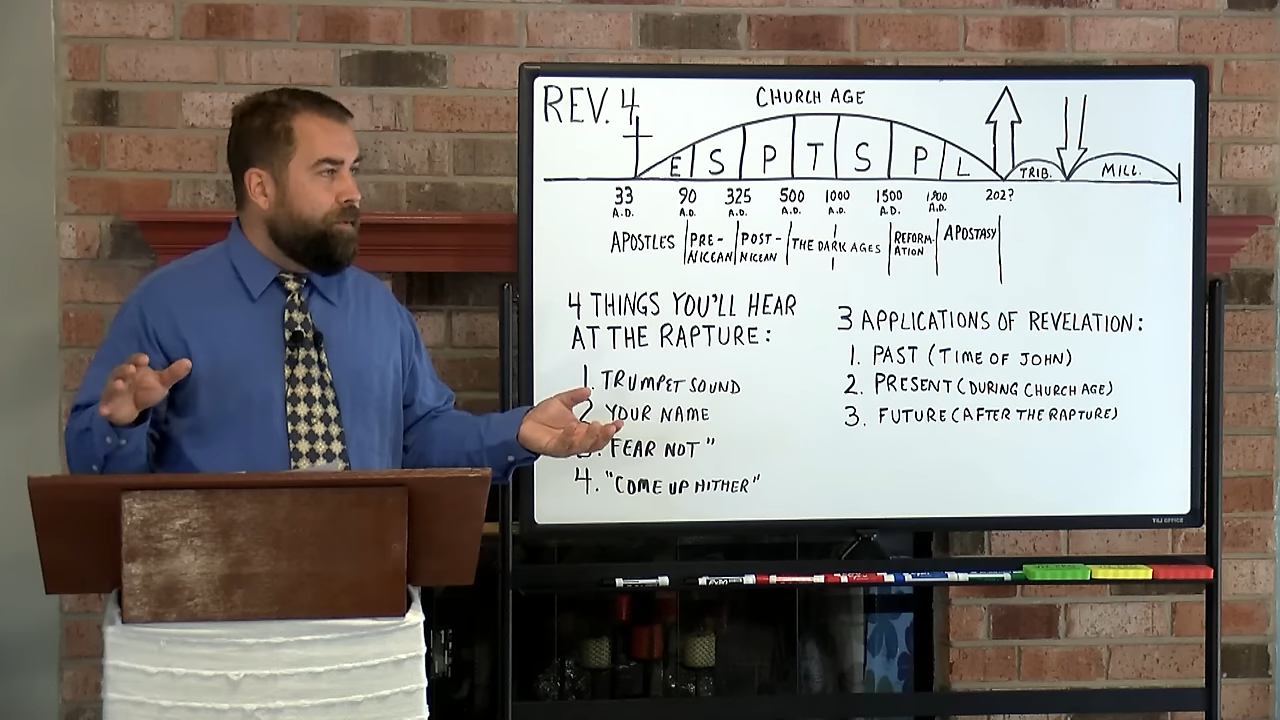 REV. 4
CHURCH AGE
E S P T S P L TRIB. MILL.
33 90 325 500 1000 1500 1900 202?
A.D. A.D. A.D. A.D. A.D. A.D. A.D.
APOSTLES PRE- POST- THE DARK AGES REFORM- APOSTASY
NICCAN NICEAN ATION
4 THINGS YOU'LL HEAR
AT THE RAPTURE:
1. TRUMPET SOUND
2 YOUR NAME
3. FEAR NOT"
4. "COME UP HITHER"
3 APPLICATIONS OF REVELATION:
1. PAST (TIME OF JOHN)
2. PRESENT (DURING CHURCH AGE)
3. FUTURE (AFTER THE RAPTURE)